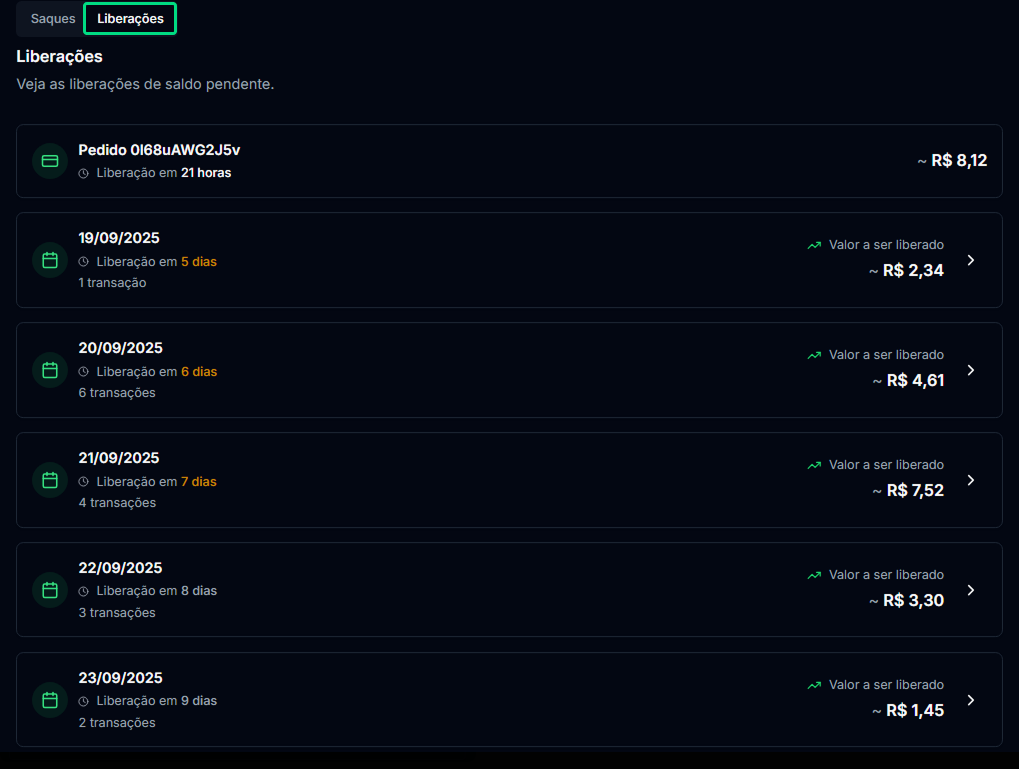 Saques
Liberações
Liberações
Veja as liberações de saldo pendente.
Pedido 0I68uAWG2J5v
Liberação em 21 horas
~ R$ 8,12
19/09/2025
Liberação em 5 dias
1 transação
Valor a ser liberado
~ R$ 2,34
20/09/2025
Liberação em 6 dias
6 transações
Valor a ser liberado
~ R$ 4,61
21/09/2025
Liberação em 7 dias
4 transações
Valor a ser liberado
~ R$ 7,52
22/09/2025
Liberação em 8 dias
3 transações
Valor a ser liberado
~ R$ 3,30
23/09/2025
Liberação em 9 dias
2 transações
Valor a ser liberado
~ R$ 1,45